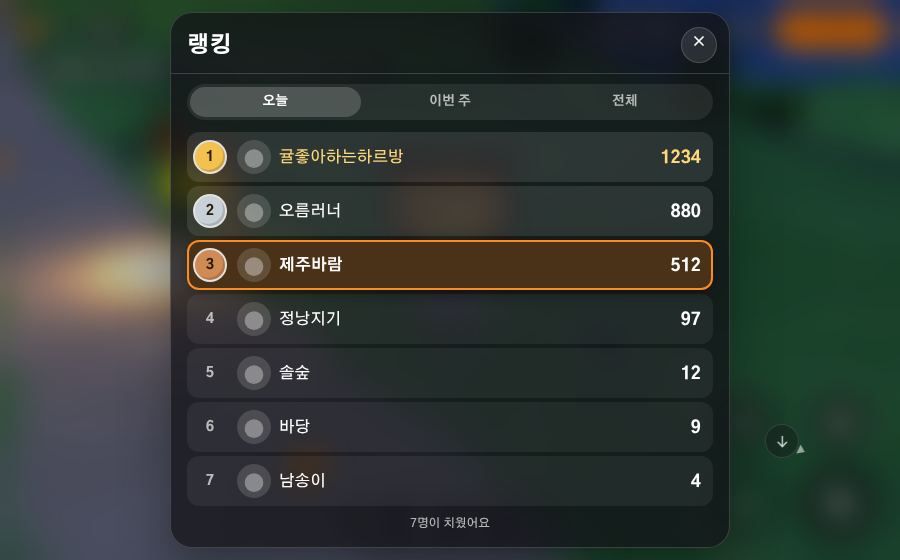 랭킹
오늘
이번 주
전체
1 귤좋아하는하르방 1234
2 오름러너 880
3 제주바람 512
4 정낭지기 97
5 솔숲 12
6 바당 9
7 남송이 4
7명이 치웠어요